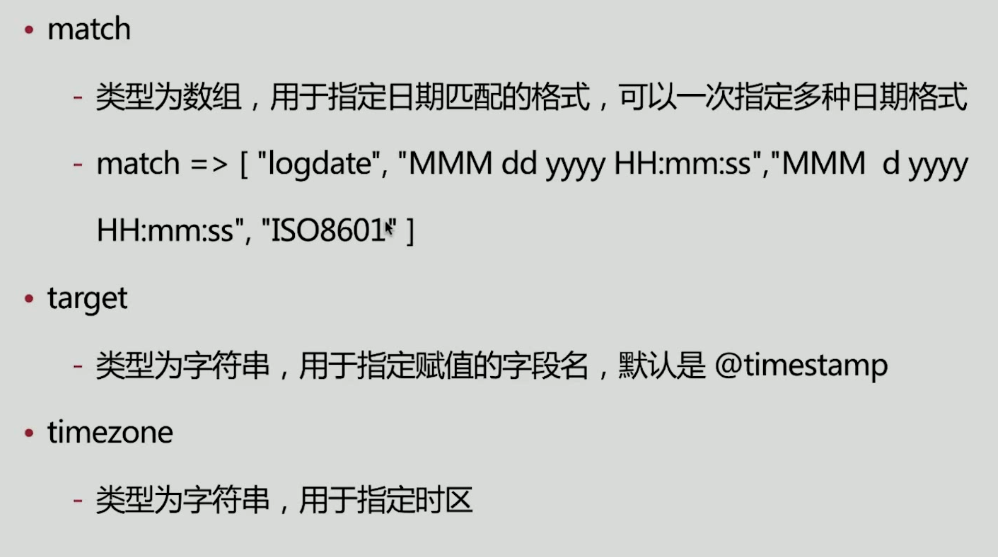 • match
- 类型为数组，用于指定日期匹配的格式，可以一次指定多种日期格式
- match => [ "logdate", "MMM dd yyyy HH:mm:ss","MMM  d yyyy
HH:mm:ss", "ISO8601" ]
• target
- 类型为字符串，用于指定赋值的字段名，默认是 @timestamp
• timezone
- 类型为字符串，用于指定时区